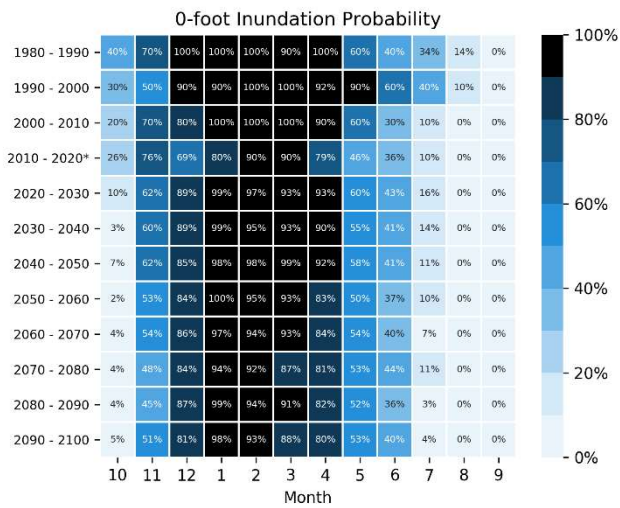 0-foot Inundation Probability
1980 - 1990 40% 70% 100% 100% 100% 90% 100% 60% 40% 34% 14% 0%
1990 - 2000 30% 50% 90% 90% 100% 100% 92% 90% 60% 40% 10% 0%
2000 - 2010 20% 70% 80% 100% 100% 100% 90% 60% 30% 10% 0% 0%
2010 - 2020* 26% 76% 69% 80% 90% 90% 79% 46% 36% 10% 0% 0%
2020 - 2030 10% 62% 89% 99% 97% 93% 93% 60% 43% 16% 0% 0%
2030 - 2040 3% 60% 89% 99% 95% 93% 90% 55% 41% 14% 0% 0%
2040 - 2050 7% 62% 85% 98% 98% 99% 92% 58% 41% 11% 0% 0%
2050 - 2060 2% 53% 84% 100% 95% 93% 83% 50% 37% 10% 0% 0%
2060 - 2070 4% 54% 86% 97% 94% 93% 84% 54% 40% 7% 0% 0%
2070 - 2080 4% 48% 84% 94% 92% 87% 81% 53% 44% 11% 0% 0%
2080 - 2090 4% 45% 87% 99% 94% 91% 82% 52% 36% 3% 0% 0%
2090 - 2100 5% 51% 81% 98% 93% 88% 80% 53% 40% 4% 0% 0%
10 11 12 1 2 3 4 5 6 7 8 9
Month
100%
80%
60%
40%
20%
0%